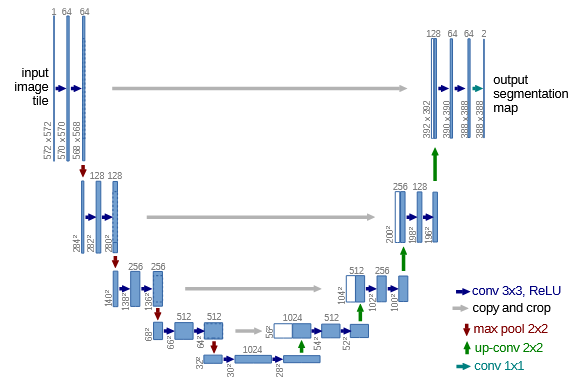 1 64 64
128 64 64 2
input
image
tile
output
segmentation
map
572 x 572
570 x 570
568 x 568
392 x 392
390 x 390
388 x 388
388 x 388
128 128
256 128
284²
282²
280²
200²
198²
196²
256 256
512 256
140²
138²
136²
104²
102²
100²
512 512
1024 512
68²
66²
64²
56²
54²
52²
1024
32²
30²
28²
conv 3x3, ReLU
copy and crop
max pool 2x2
up-conv 2x2
conv 1x1